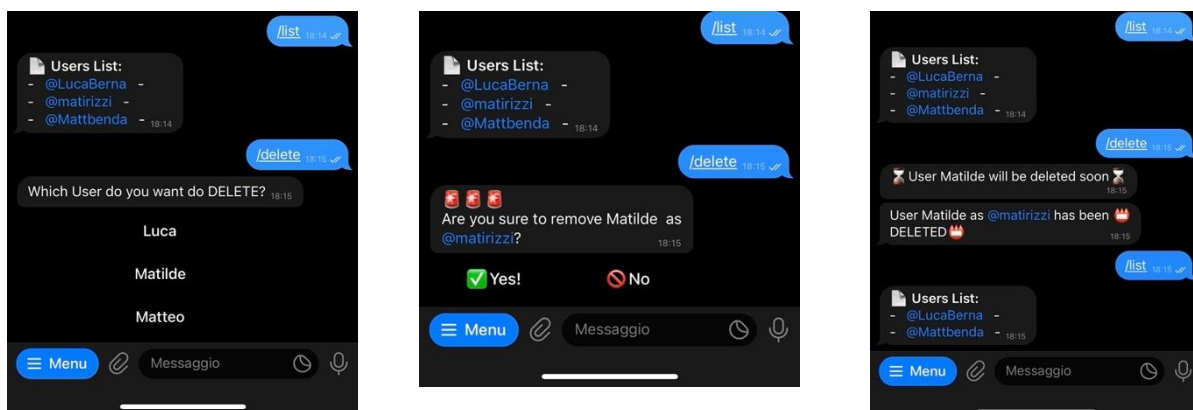 /list 18:14
Users List:
- @LucaBerna -
- @matirizzi -
- @Mattbenda - 18:14
/delete 18:15
Which User do you want do DELETE? 18:15
Luca
Matilde
Matteo
Menu Messaggio
/list 18:14
Users List:
- @LucaBerna -
- @matirizzi -
- @Mattbenda - 18:14
/delete 18:15
Are you sure to remove Matilde as
@matirizzi? 18:15
Yes! No
Menu Messaggio
/list 18:14
Users List:
- @LucaBerna -
- @matirizzi -
- @Mattbenda - 18:14
/delete 18:15
User Matilde will be deleted soon
18:15
User Matilde as @matirizzi has been
DELETED 18:15
/list 18:15
Users List:
- @LucaBerna -
- @Mattbenda - 18:15
Menu Messaggio